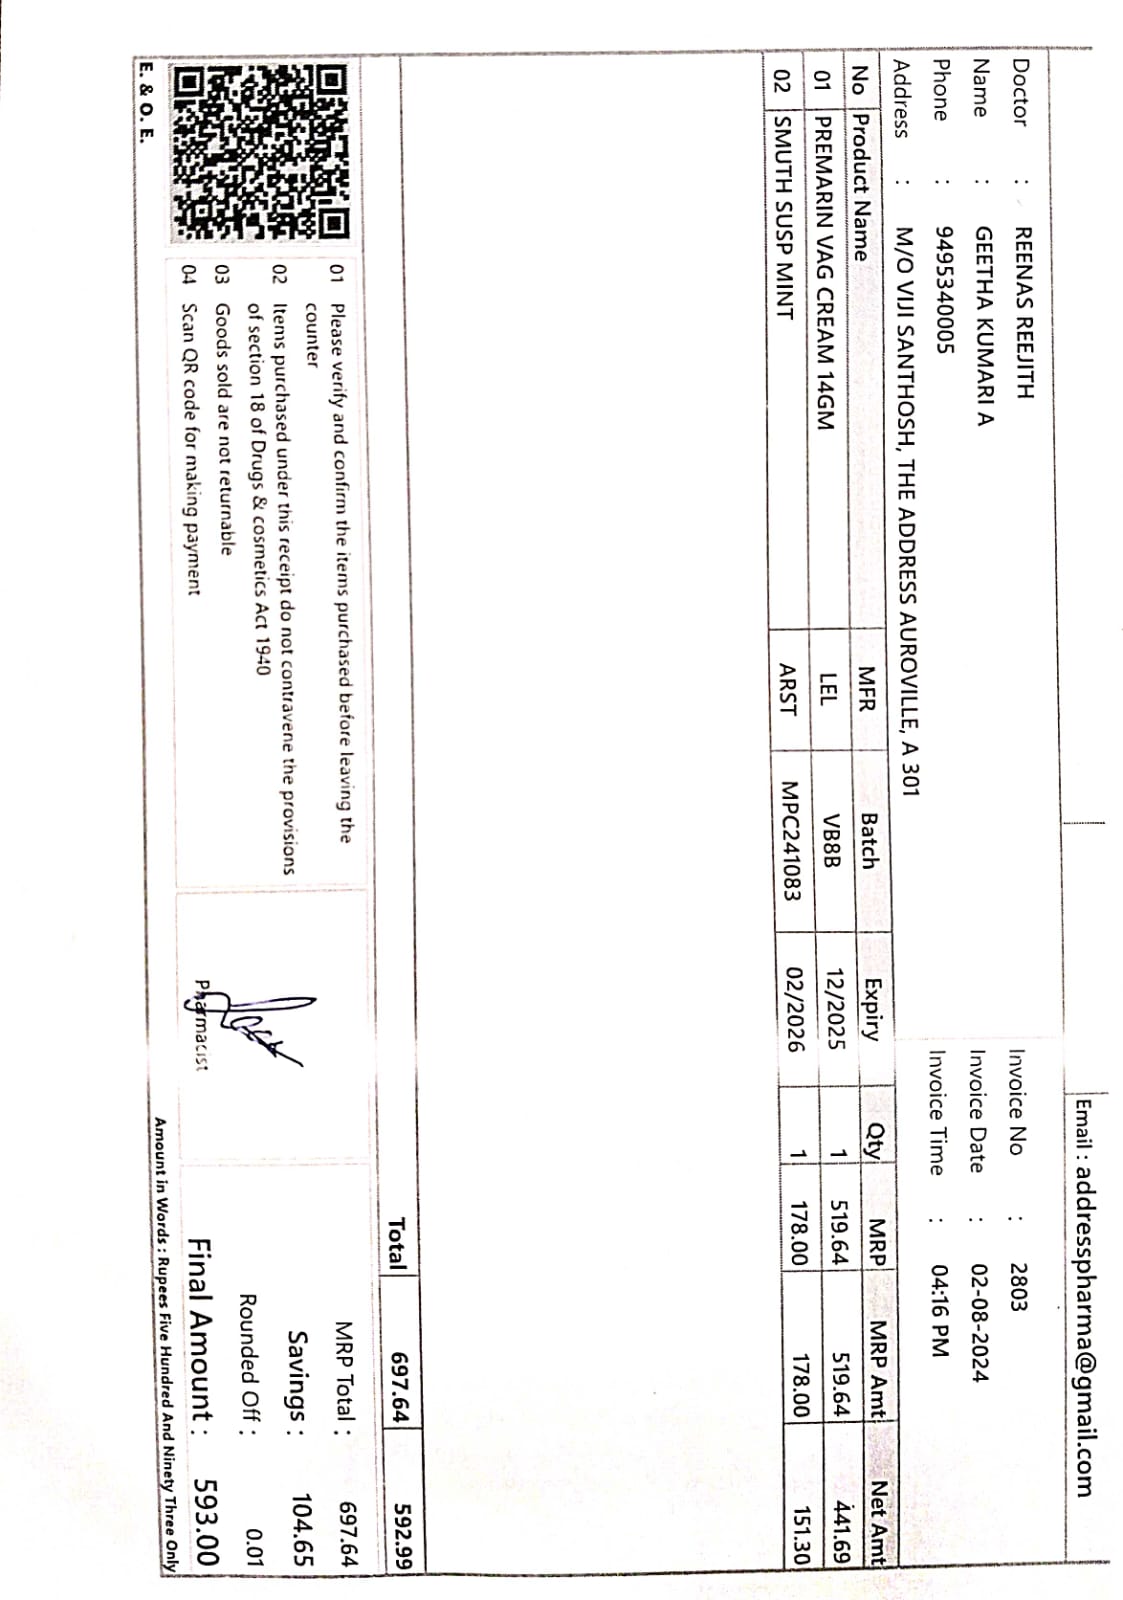 Email : addresspharma@gmail.com
Doctor : REENAS REEJITH
Name : GEETHA KUMARI A
Phone : 9495340005
Address : M/O VIJI SANTHOSH, THE ADDRESS AUROVILLE, A 301
Invoice No : 2803
Invoice Date : 02-08-2024
Invoice Time : 04:16 PM
No Product Name MFR Batch Expiry Qty MRP MRP Amt Net Amt
01 PREMARIN VAG CREAM 14GM LEL VB8B 12/2025 1 519.64 519.64 441.69
02 SMUTH SUSP MINT ARST MPC241083 02/2026 1 178.00 178.00 151.30
Total 697.64 592.99
01 Please verify and confirm the items purchased before leaving the
counter
02 Items purchased under this receipt do not contravene the provisions
of section 18 of Drugs & cosmetics Act 1940
03 Goods sold are not returnable
04 Scan QR code for making payment
E. & O. E.
Pharmacist
MRP Total : 697.64
Savings : 104.65
Rounded Off : 0.01
Final Amount : 593.00
Amount in Words : Rupees Five Hundred And Ninety Three Only